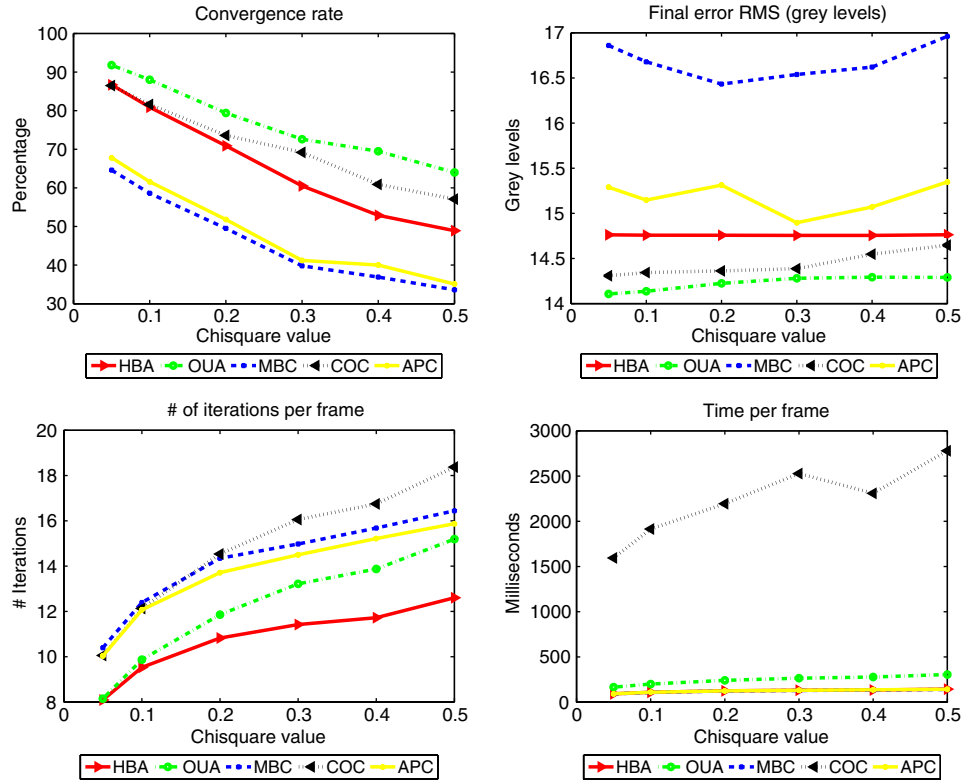 Convergence rate
100
90
80
70
60
50
40
30
Percentage
0 0.1 0.2 0.3 0.4 0.5
Chisquare value
HBA OUA MBC COC APC
Final error RMS (grey levels)
17
16.5
16
15.5
15
14.5
14
Grey levels
0 0.1 0.2 0.3 0.4 0.5
Chisquare value
HBA OUA MBC COC APC
# of iterations per frame
20
18
16
14
12
10
8
# Iterations
0 0.1 0.2 0.3 0.4 0.5
Chisquare value
HBA OUA MBC COC APC
Time per frame
3000
2500
2000
1500
1000
500
0
Milliseconds
0 0.1 0.2 0.3 0.4 0.5
Chisquare value
HBA OUA MBC COC APC